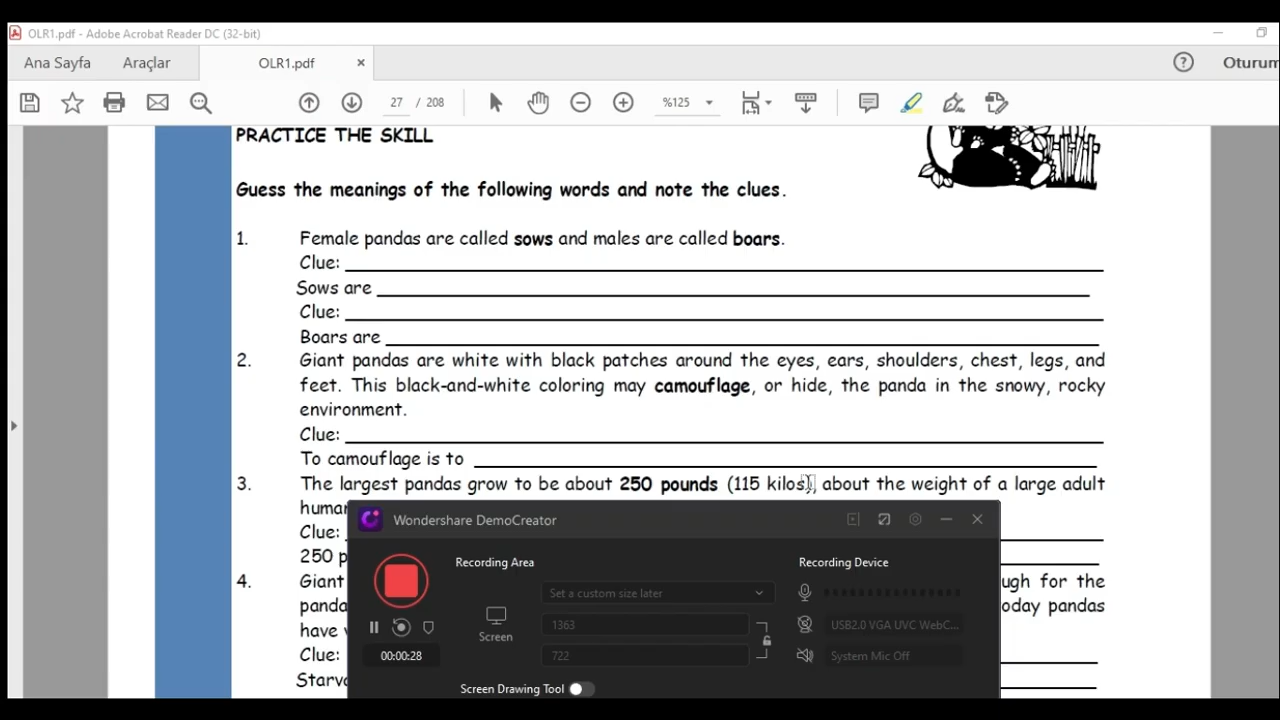 OLR1.pdf - Adobe Acrobat Reader DC (32-bit)
Ana Sayfa Araçlar OLR1.pdf × ? Oturum
27 / 208 %125
PRACTICE THE SKILL
Guess the meanings of the following words and note the clues.
1. Female pandas are called sows and males are called boars.
Clue:
Sows are
Clue:
Boars are
2. Giant pandas are white with black patches around the eyes, ears, shoulders, chest, legs, and
feet. This black-and-white coloring may camouflage, or hide, the panda in the snowy, rocky
environment.
Clue:
To camouflage is to
3. The largest pandas grow to be about 250 pounds (115 kilos), about the weight of a large adult
human
Clue:
250 p
4. Giant ugh for the
panda oday pandas
have
Clue:
Starva
Wondershare DemoCreator
Recording Area Recording Device
Set a custom size later
Screen 1363 USB2.0 VGA UVC WebC...
00:00:28 722 System Mic Off
Screen Drawing Tool